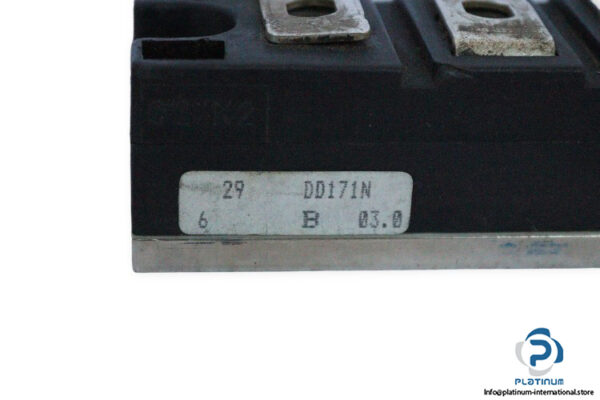 29 DD171N
6 B 03.0
PLATINUM
Info@platinum-international.store